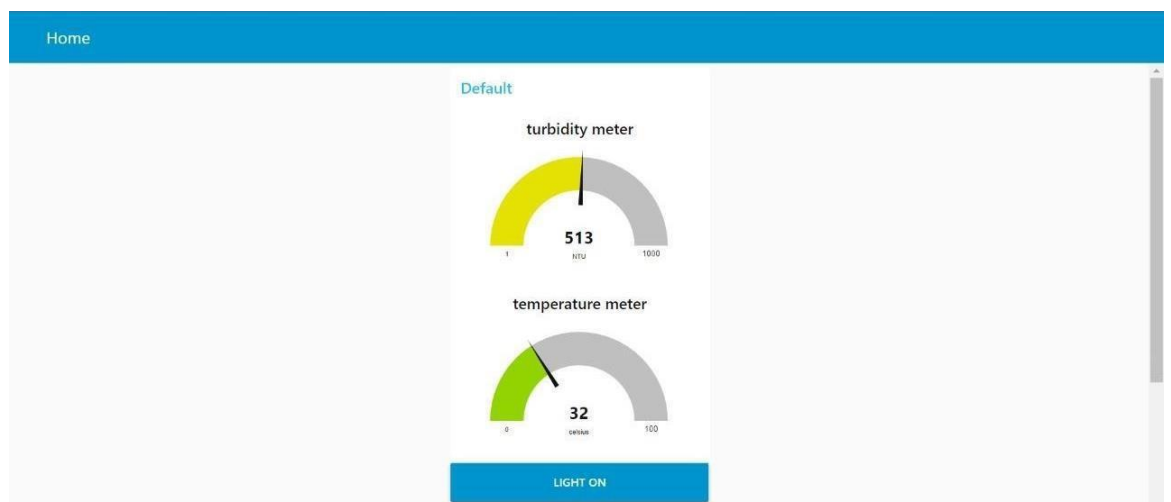 Home
Default
turbidity meter
513
NTU
1
1000
temperature meter
32
celsius
0
100
LIGHT ON